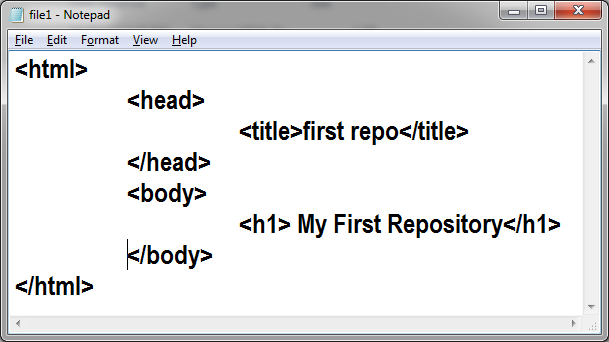 file1 - Notepad
File Edit Format View Help
<html>
<head>
<title>first repo</title>
</head>
<body>
<h1> My First Repository</h1>
</body>
</html>